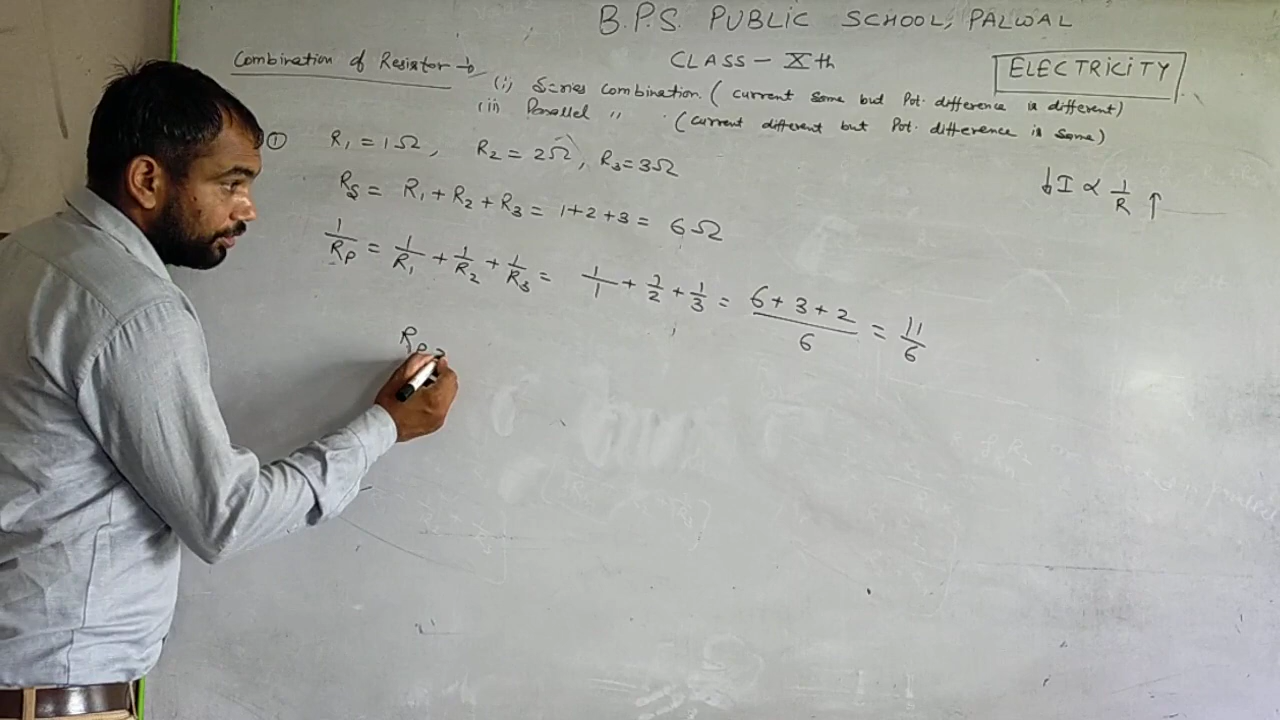 B.P.S. PUBLIC SCHOOL, PALWAL
CLASS - Xth
ELECTRICITY
Combination of Resistor
(i) Series combination. (current same but Pot. difference is different)
(ii) Parallel " . (current different but Pot. difference is same)
① R₁ = 1Ω, R₂ = 2Ω, R₃=3Ω
↓I ∝ 1/R ↑
Rs = R₁ + R₂ + R₃ = 1+2+3 = 6Ω
1/Rp = 1/R₁ + 1/R₂ + 1/R₃ = 1/1 + 1/2 + 1/3 = 6+3+2/6 = 11/6
Rp